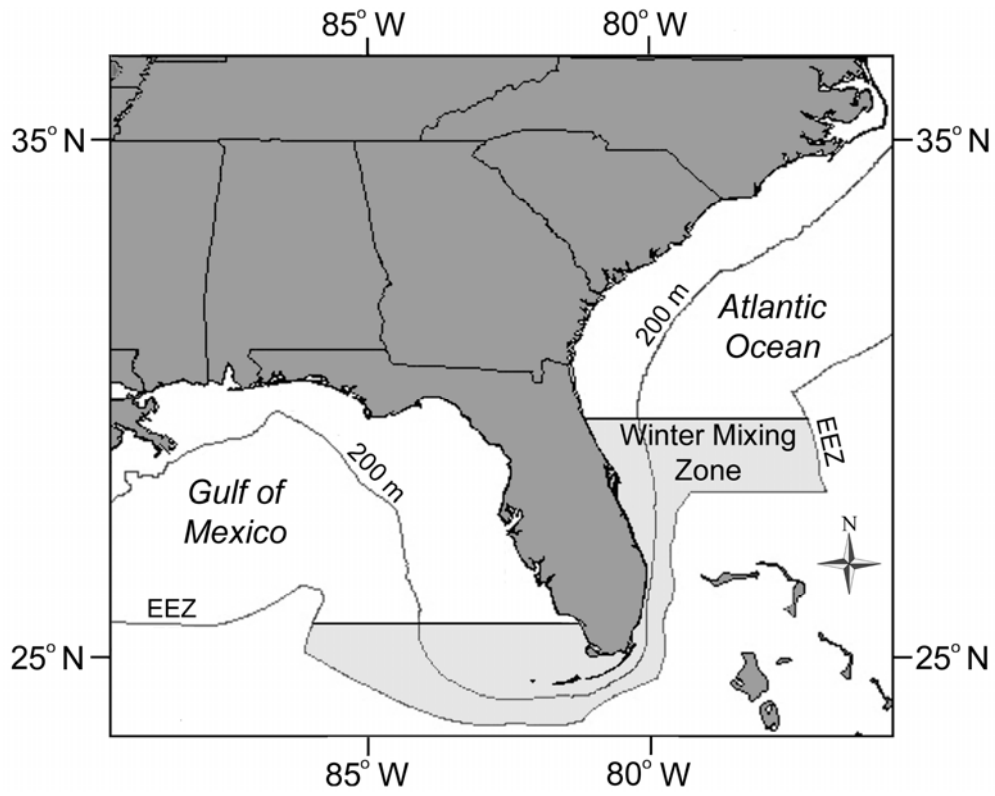 85° W 80° W
35° N 35° N
200 m
Atlantic
Ocean
Winter Mixing
Zone
EEZ
200 m
Gulf of
Mexico
N
EEZ
25° N 25° N
85° W 80° W